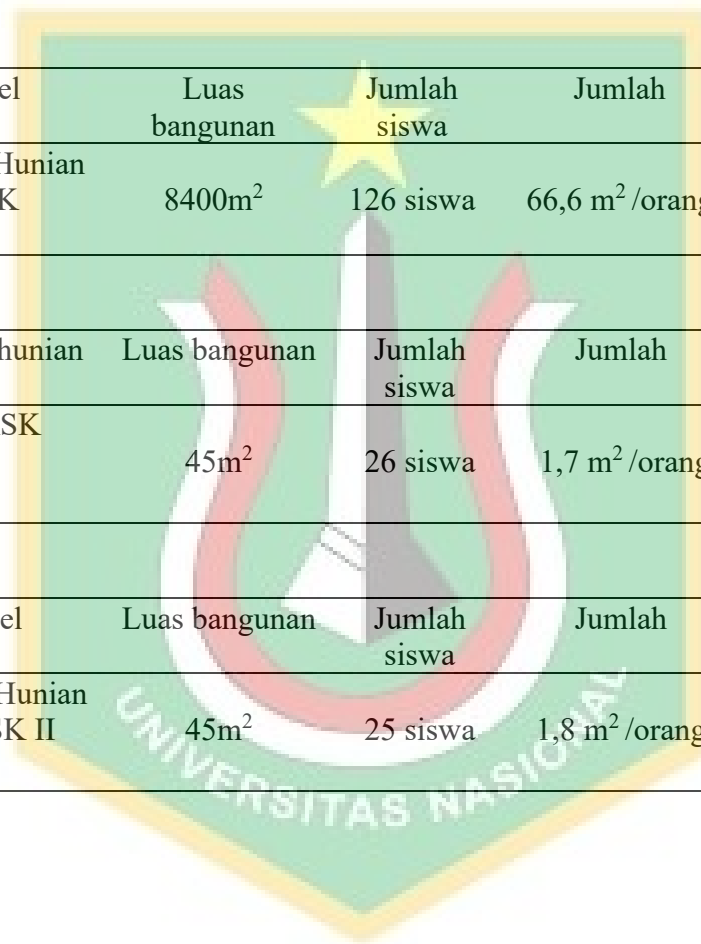 el Luas Jumlah Jumlah
bangunan siswa
Hunian
K 8400m² 126 siswa 66,6 m² /orang
hunian Luas bangunan Jumlah Jumlah
siswa
SK
45m² 26 siswa 1,7 m² /orang
el Luas bangunan Jumlah Jumlah
siswa
Hunian
SK II 45m² 25 siswa 1,8 m² /orang
UNIVERSITAS NASIONAL